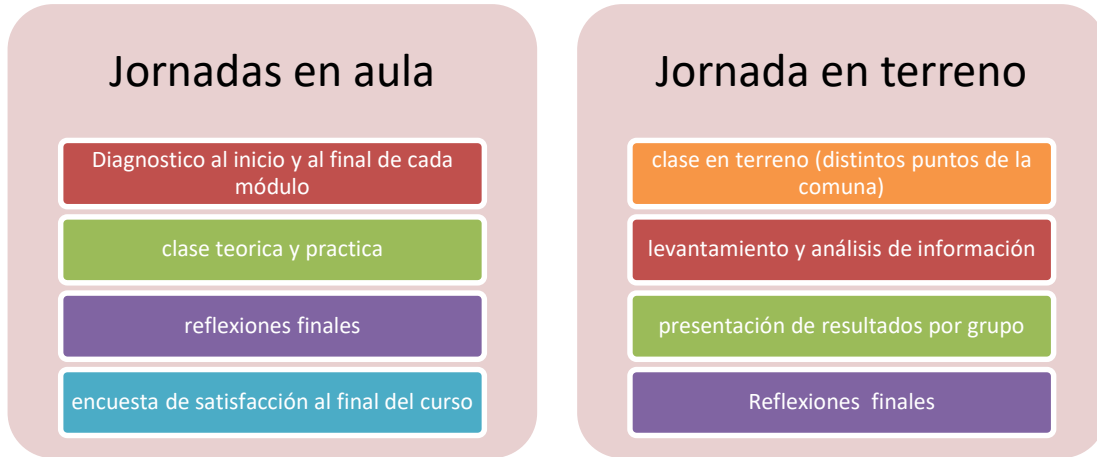 Jornadas en aula
Diagnostico al inicio y al final de cada
módulo
clase teorica y practica
reflexiones finales
encuesta de satisfacción al final del curso
Jornada en terreno
clase en terreno (distintos puntos de la
comuna)
levantamiento y análisis de información
presentación de resultados por grupo
Reflexiones finales